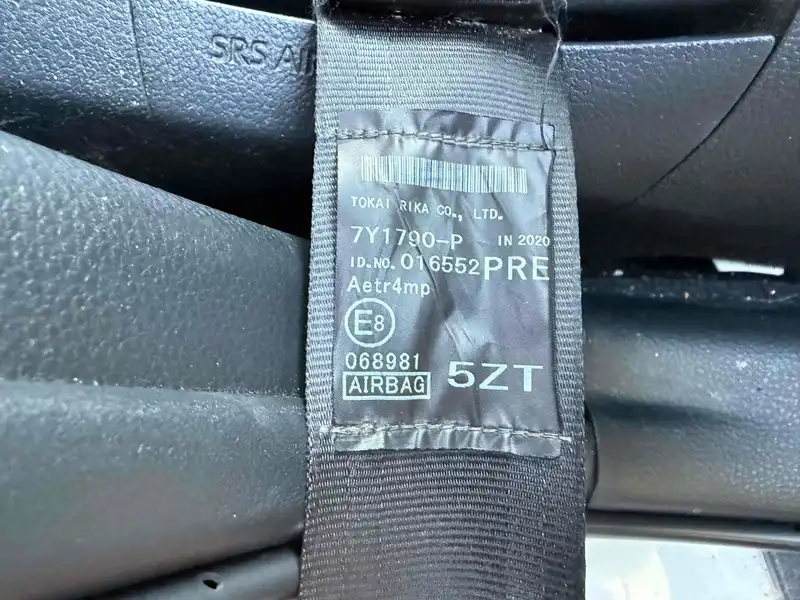 SRS AI
TOKAI RIKA CO., LTD.
7Y1790-P IN 2020
ID.NO. 016552 PRE
Aetr4mp
E8
068981
AIRBAG 5ZT